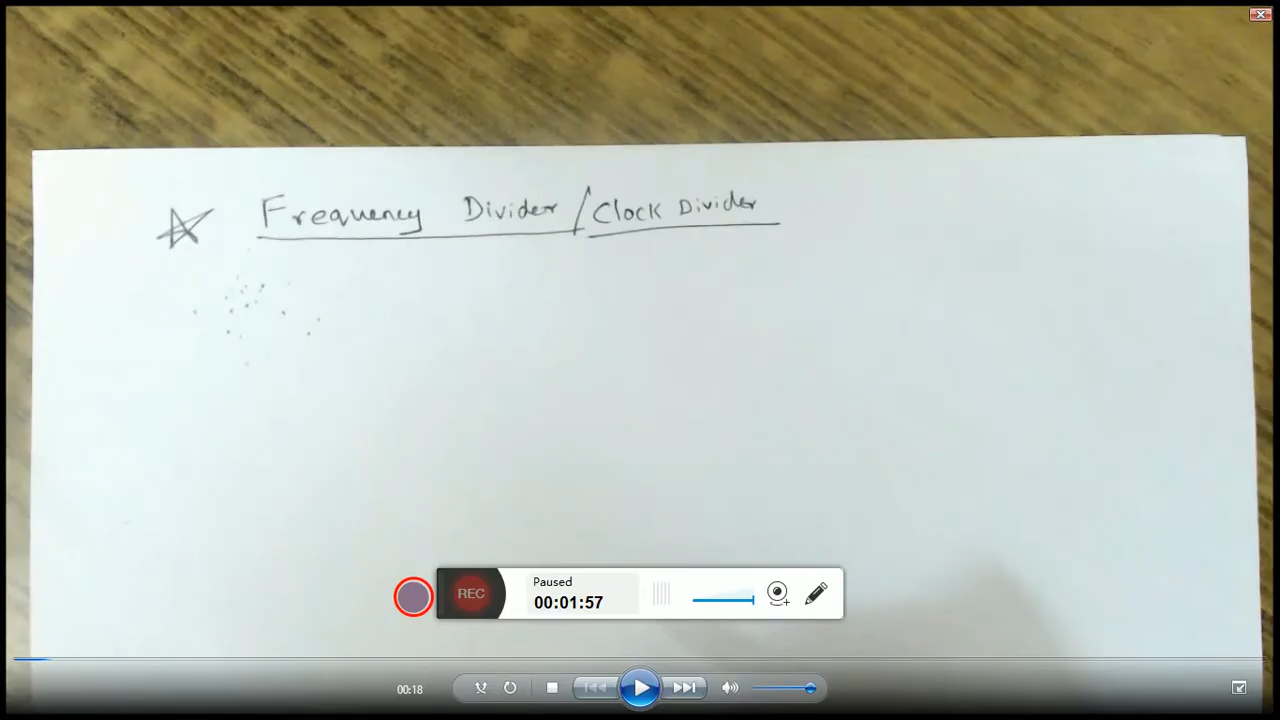 Frequency Divider / Clock Divider
REC
Paused
00:01:57
00:18